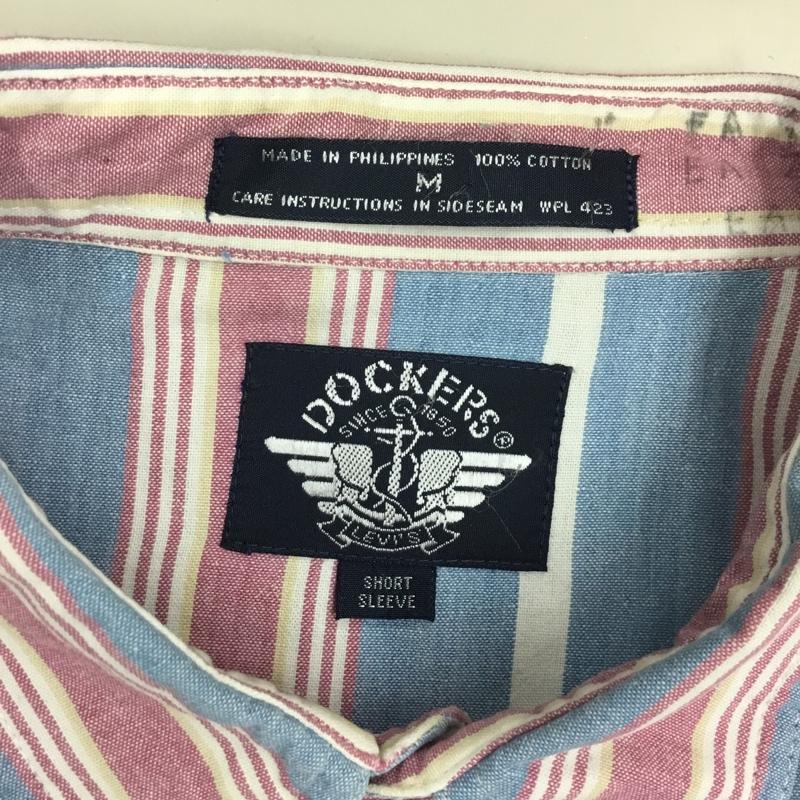 MADE IN PHILIPPINES 100% COTTON
M
CARE INSTRUCTIONS IN SIDESEAM WPL 423
DOCKERS®
SINCE 1850
LEVI'S
SHORT
SLEEVE